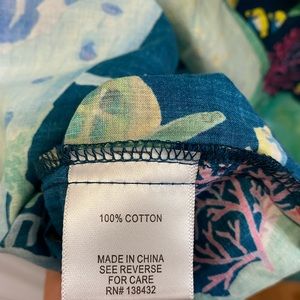 100% COTTON
MADE IN CHINA
SEE REVERSE
FOR CARE
RN# 138432